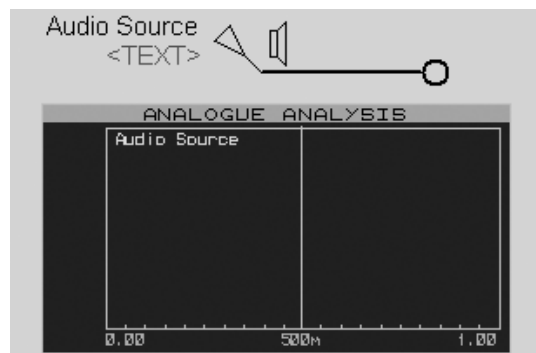 Audio Source
<TEXT>
ANALOGUE ANALYSIS
Audio Source
0.00 500m 1.00